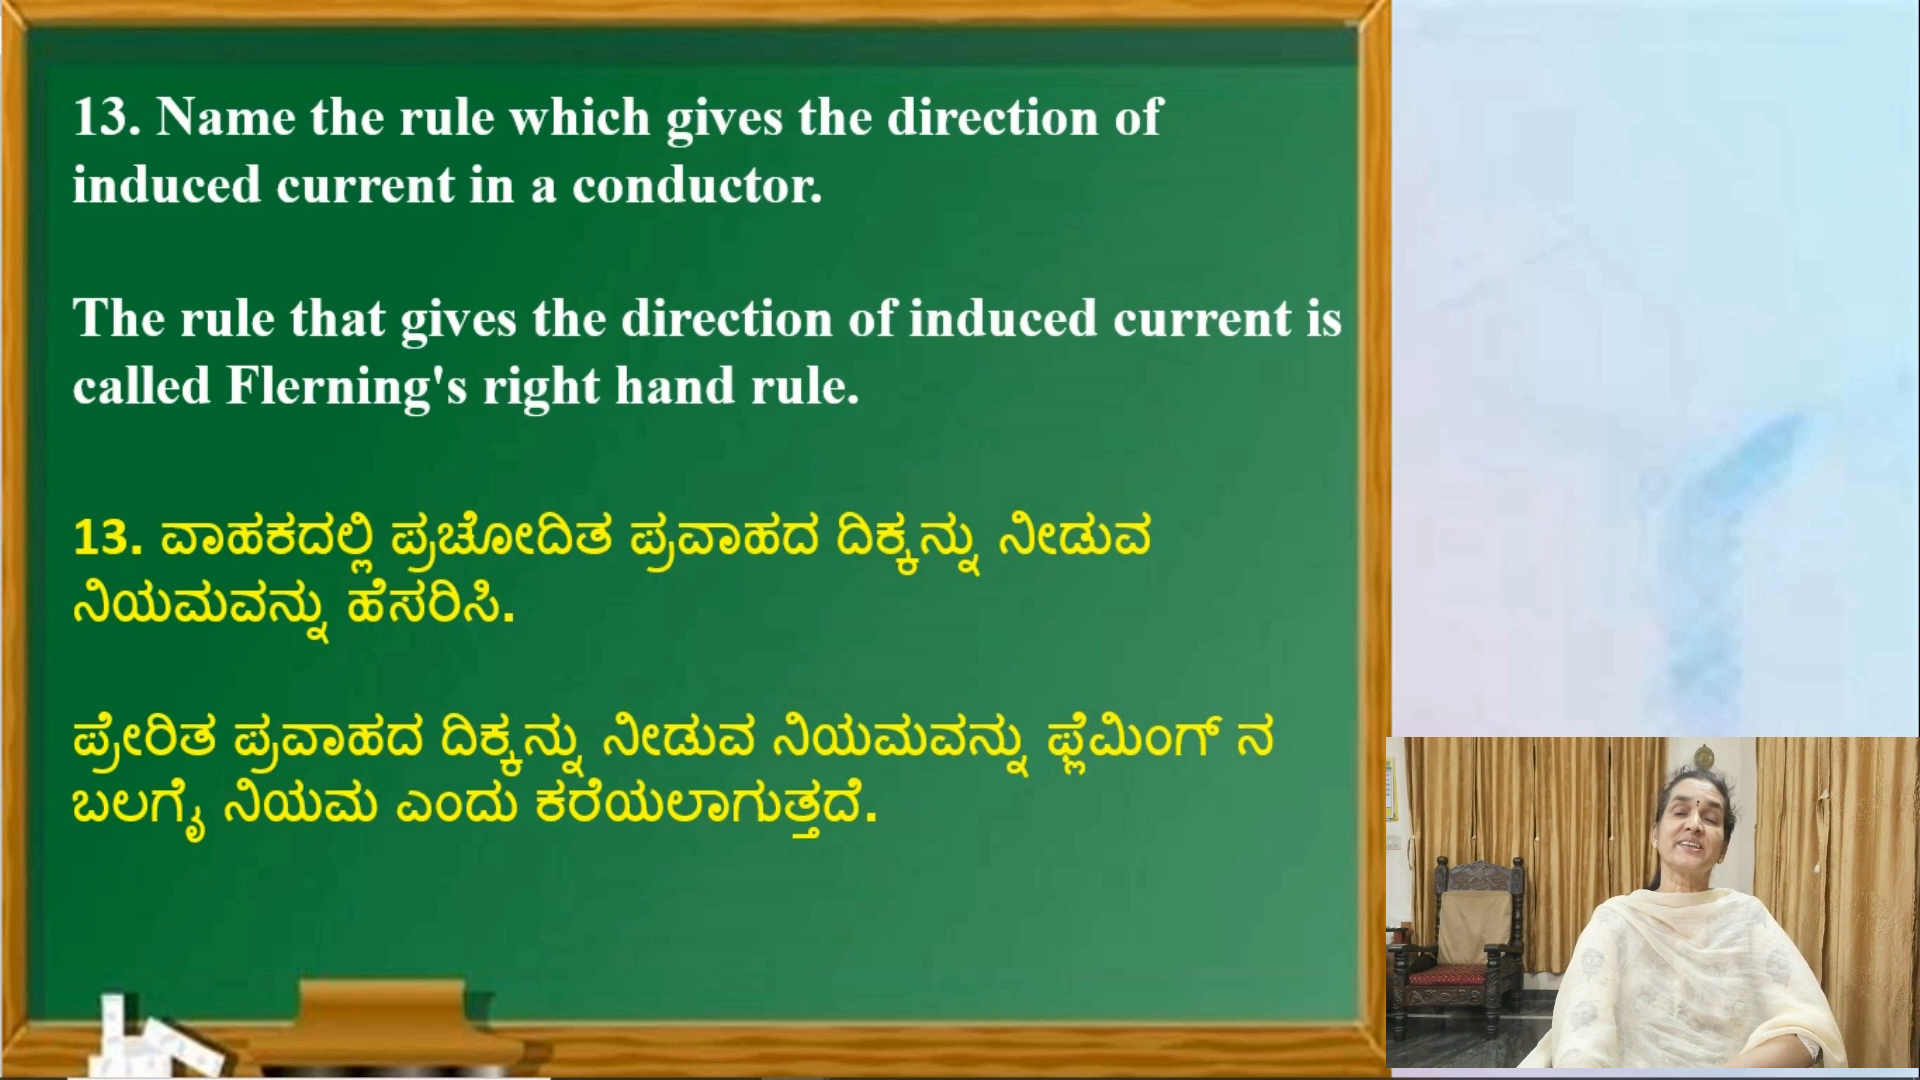 13. Name the rule which gives the direction of
induced current in a conductor.
The rule that gives the direction of induced current is
called Flerning's right hand rule.
13. ವಾಹಕದಲ್ಲಿ ಪ್ರಚೋದಿತ ಪ್ರವಾಹದ ದಿಕ್ಕನ್ನು ನೀಡುವ
ನಿಯಮವನ್ನು ಹೆಸರಿಸಿ.
ಪ್ರೇರಿತ ಪ್ರವಾಹದ ದಿಕ್ಕನ್ನು ನೀಡುವ ನಿಯಮವನ್ನು ಫ್ಲೆಮಿಂಗ್ ನ
ಬಲಗೈ ನಿಯಮ ಎಂದು ಕರೆಯಲಾಗುತ್ತದೆ.